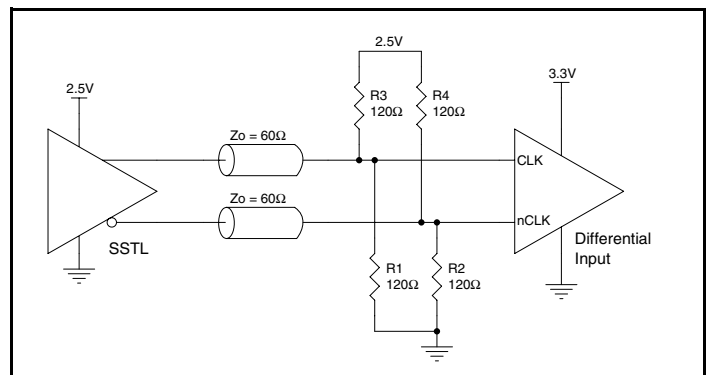 2.5V
3.3V
2.5V
R3
120Ω
R4
120Ω
Zo = 60Ω
CLK
Zo = 60Ω
nCLK
SSTL
Differential
Input
R1
120Ω
R2
120Ω